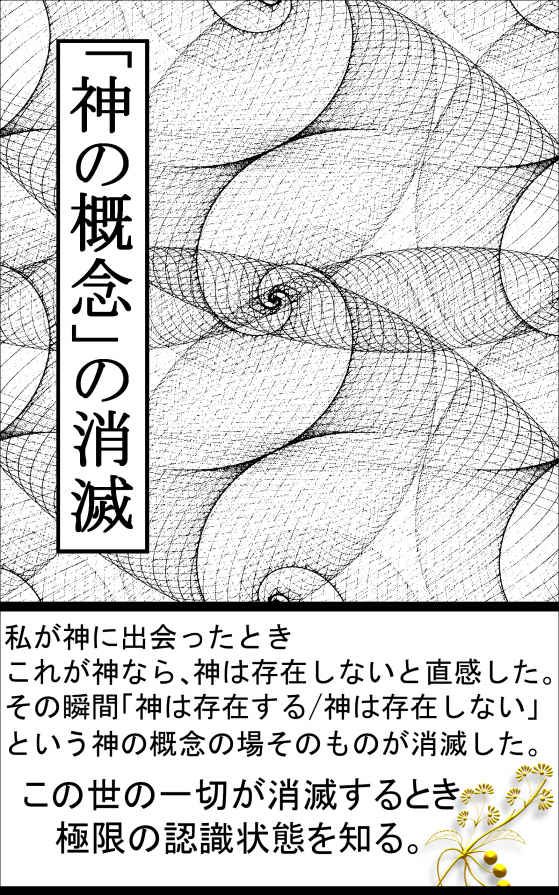 「神の概念」の消滅
私が神に出会ったとき
これが神なら、神は存在しないと直感した。
その瞬間「神は存在する/神は存在しない」
という神の概念の場そのものが消滅した。
この世の一切が消滅するとき
極限の認識状態を知る。